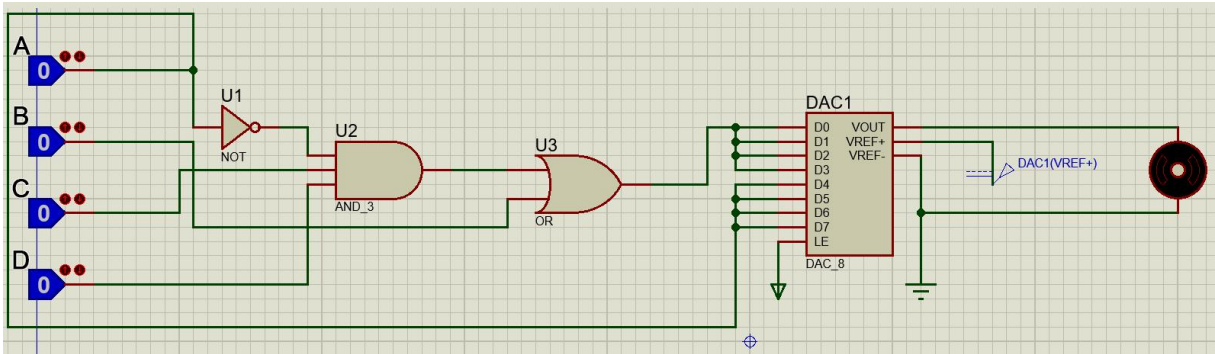 A
0
B
0
C
0
D
0
U1
NOT
U2
AND_3
U3
OR
DAC1
D0
D1
D2
D3
D4
D5
D6
D7
LE
VOUT
VREF+
VREF-
DAC_8
DAC1(VREF+)